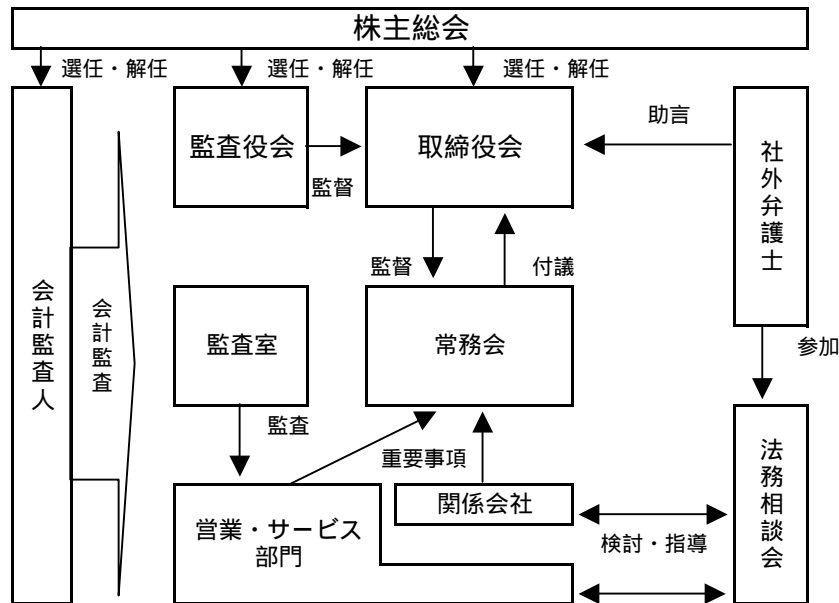 株主総会
選任・解任
選任・解任
選任・解任
監査役会
取締役会
助言
監督
社外弁護士
監督
付議
会計監査人
会計監査
監査室
常務会
参加
監査
重要事項
関係会社
法務相談会
営業・サービス
部門
検討・指導